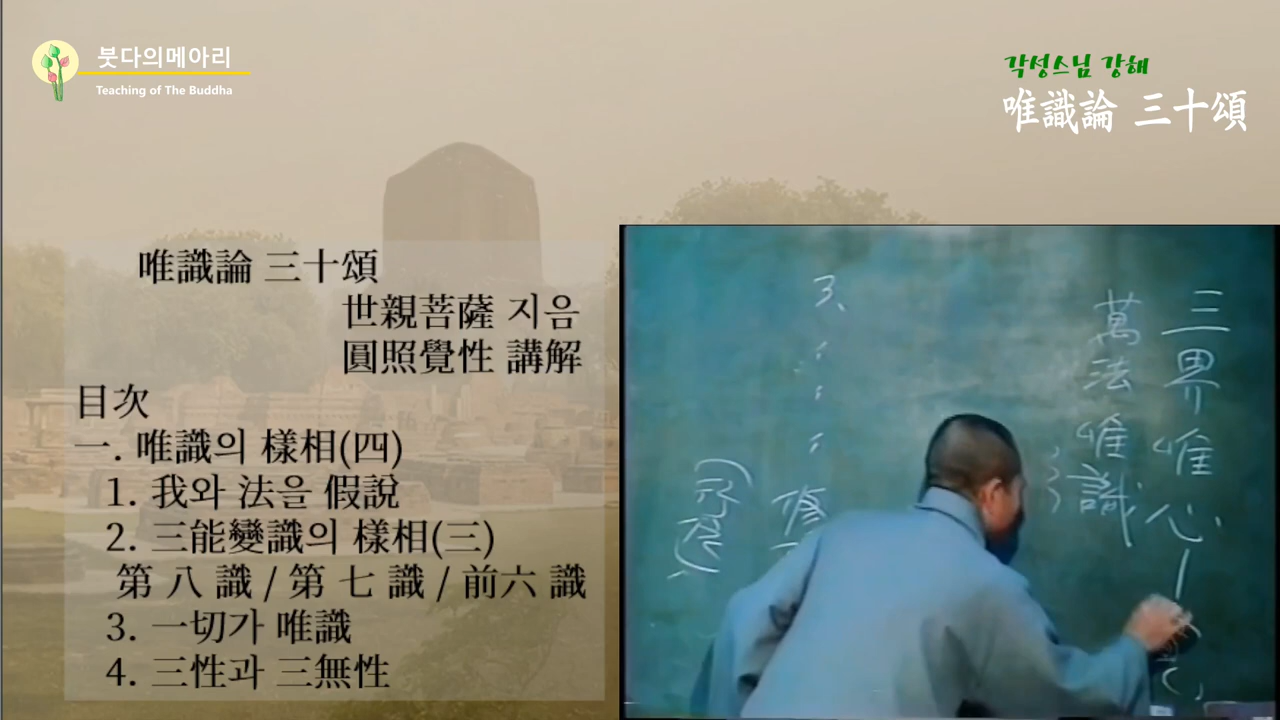 붓다의메아리
Teaching of The Buddha
각성스님 강해
唯識論 三十頌
唯識論 三十頌
世親菩薩 지음
圓照覺性 講解
目次
一. 唯識의 樣相(四)
1. 我와 法을 假說
2. 三能變識의 樣相(三)
第 八 識 / 第 七 識 / 前六 識
3. 一切가 唯識
4. 三性과 三無性
三界唯心
萬法唯識
3、
修